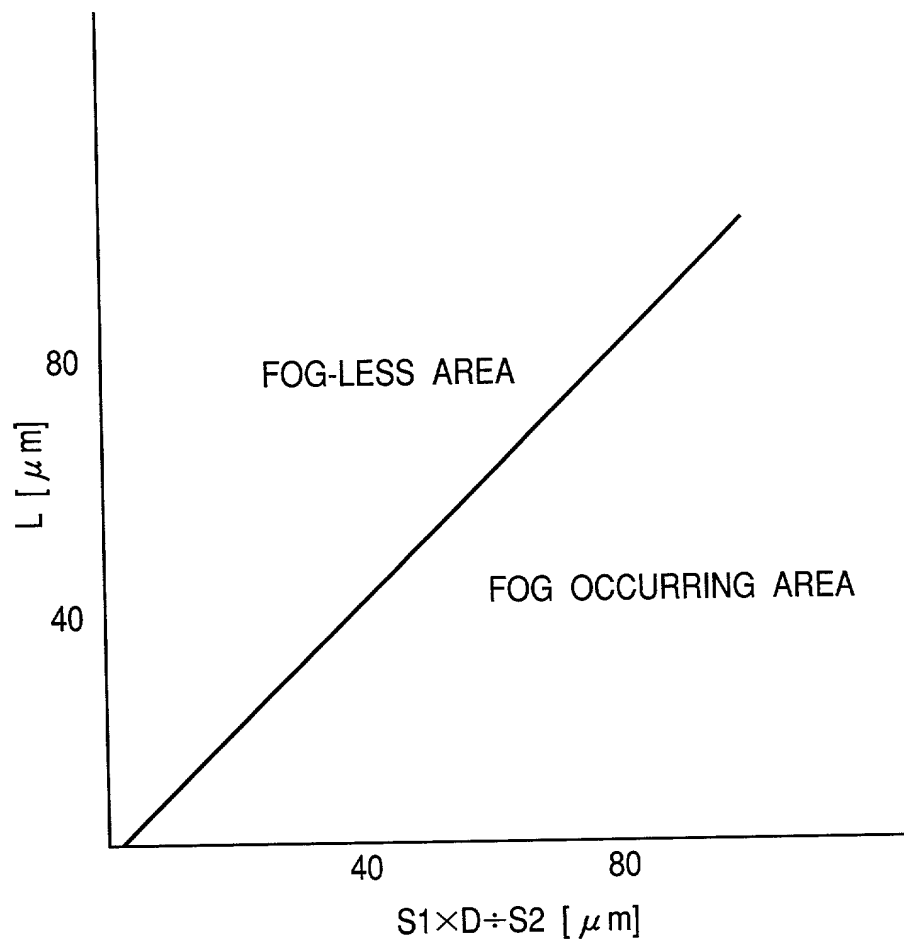 80
FOG-LESS AREA
L [μm]
FOG OCCURRING AREA
40
40
80
S1×D÷S2 [μm]